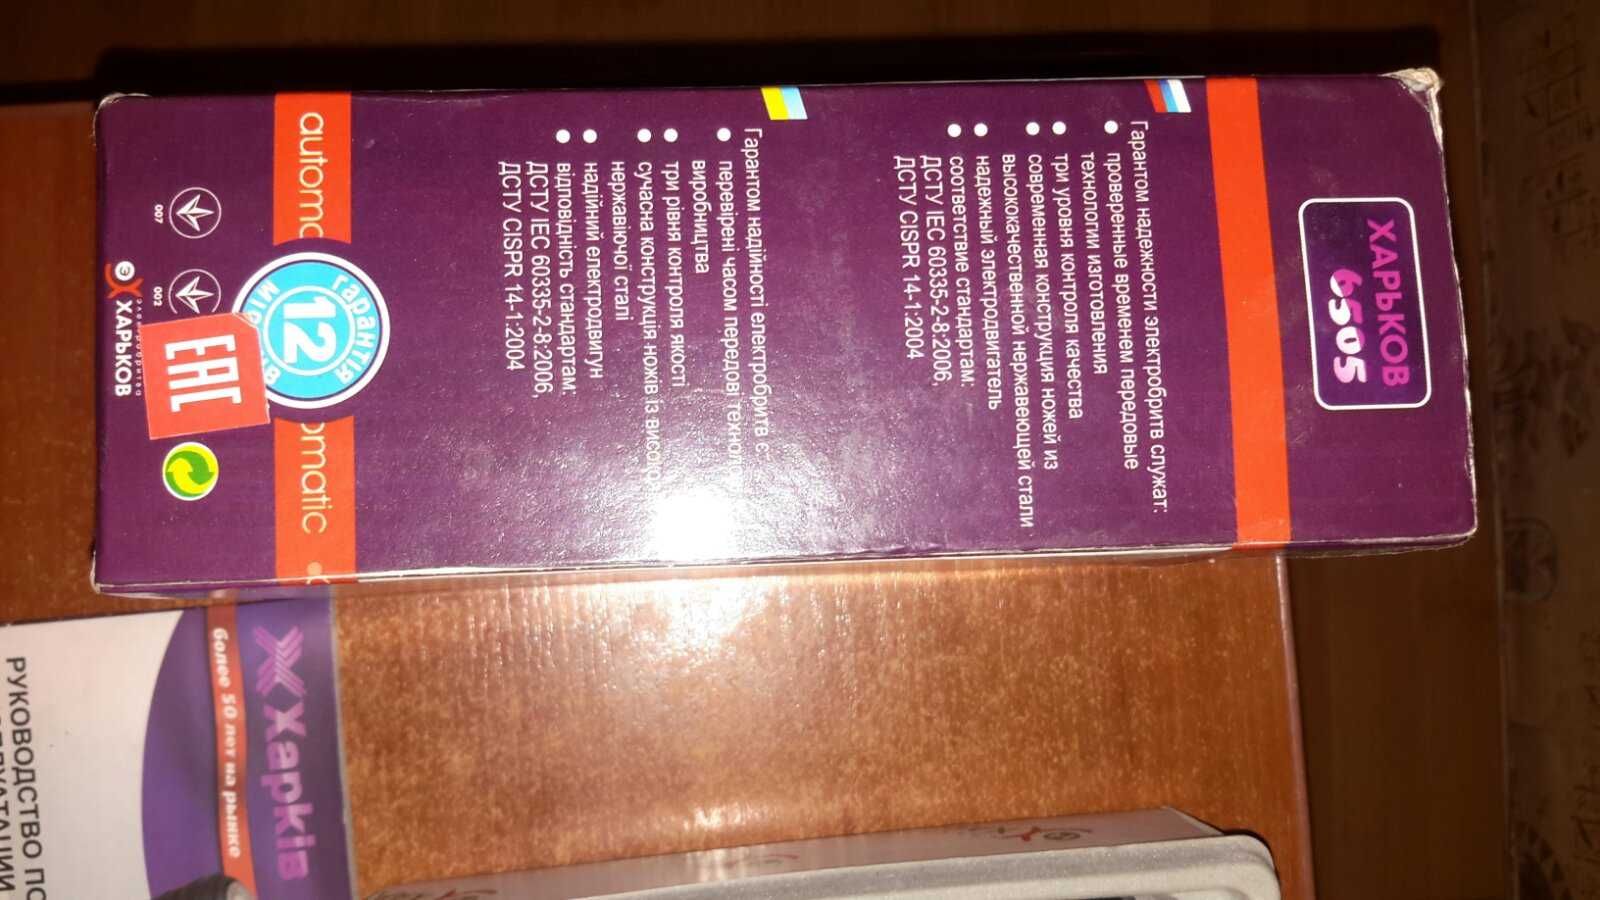 ХАРЬКОВ
6505
Гарантом надежности электробритв служат:
● проверенные временем передовые
технологии изготовления
● три уровня контроля качества
● современная конструкция ножей из
высококачественной нержавеющей стали
● надежный электродвигатель
● соответствие стандартам:
ДСТУ IEC 60335-2-8:2006,
ДСТУ CISPR 14-1:2004
Гарантом надійності електробритв є:
● перевірені часом передові
виробництва
● три рівня контроля якості
● сучасна конструкція ножів із
нержавіючої сталі
● надійний електродвигун
● відповідність стандартам:
ДСТУ IEC 60335-2-8:2006,
ДСТУ CISPR 14-1:2004
гарантія
12
007
002
EAC
электробритва
ХАРЬКОВ
Харків
более 50 лет на рынке
РУКОВОДСТВО ПО